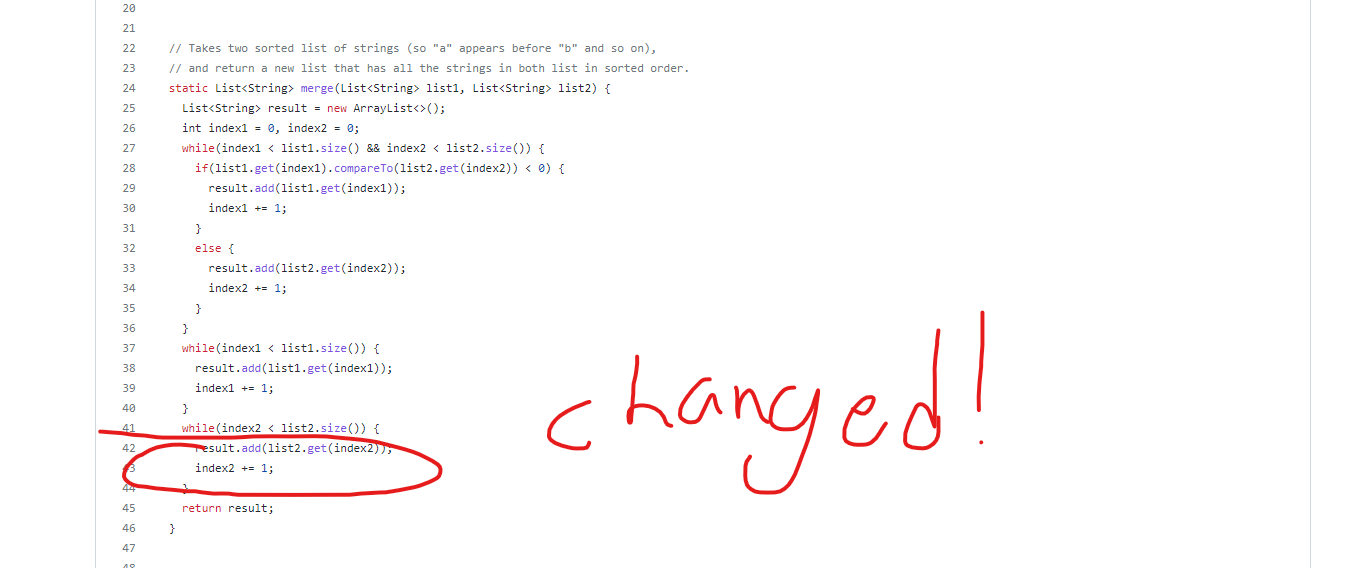 20
21
22 // Takes two sorted list of strings (so "a" appears before "b" and so on),
23 // and return a new list that has all the strings in both list in sorted order.
24 static List<String> merge(List<String> list1, List<String> list2) {
25 List<String> result = new ArrayList<>();
26 int index1 = 0, index2 = 0;
27 while(index1 < list1.size() && index2 < list2.size()) {
28 if(list1.get(index1).compareTo(list2.get(index2)) < 0) {
29 result.add(list1.get(index1));
30 index1 += 1;
31 }
32 else {
33 result.add(list2.get(index2));
34 index2 += 1;
35 }
36 }
37 while(index1 < list1.size()) {
38 result.add(list1.get(index1));
39 index1 += 1;
40 }
41 while(index2 < list2.size()) {
42 result.add(list2.get(index2));
43 index2 += 1;
44 }
45 return result;
46 }
47
48
changed!